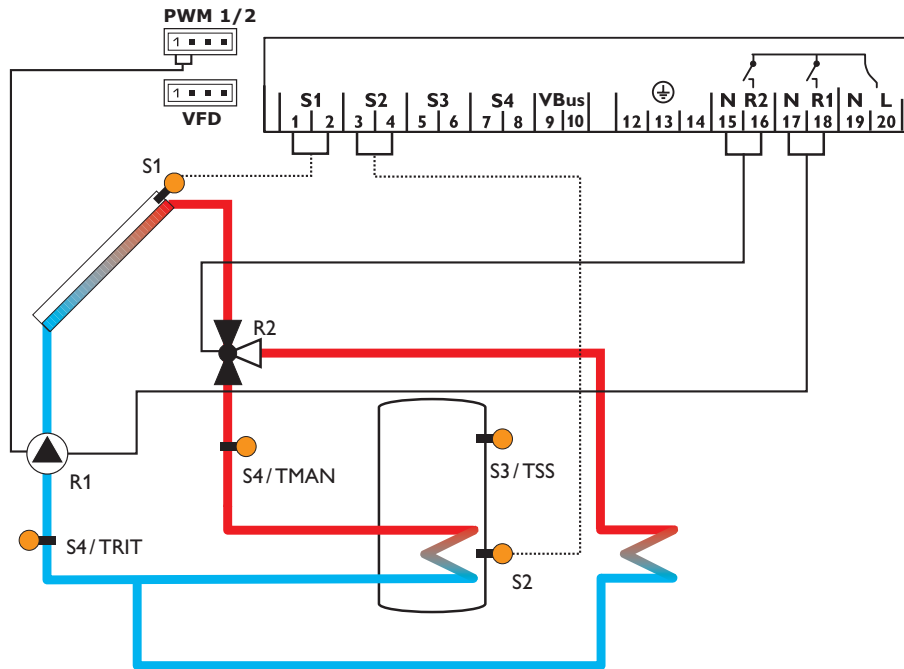 PWM 1/2
1
1
VFD
S1 S2 S3 S4 VBus N R2 N R1 N L
1 2 3 4 5 6 7 8 9 10 12 13 14 15 16 17 18 19 20
S1
R2
S4/TMAN
S3/TSS
R1
S4/TRIT
S2